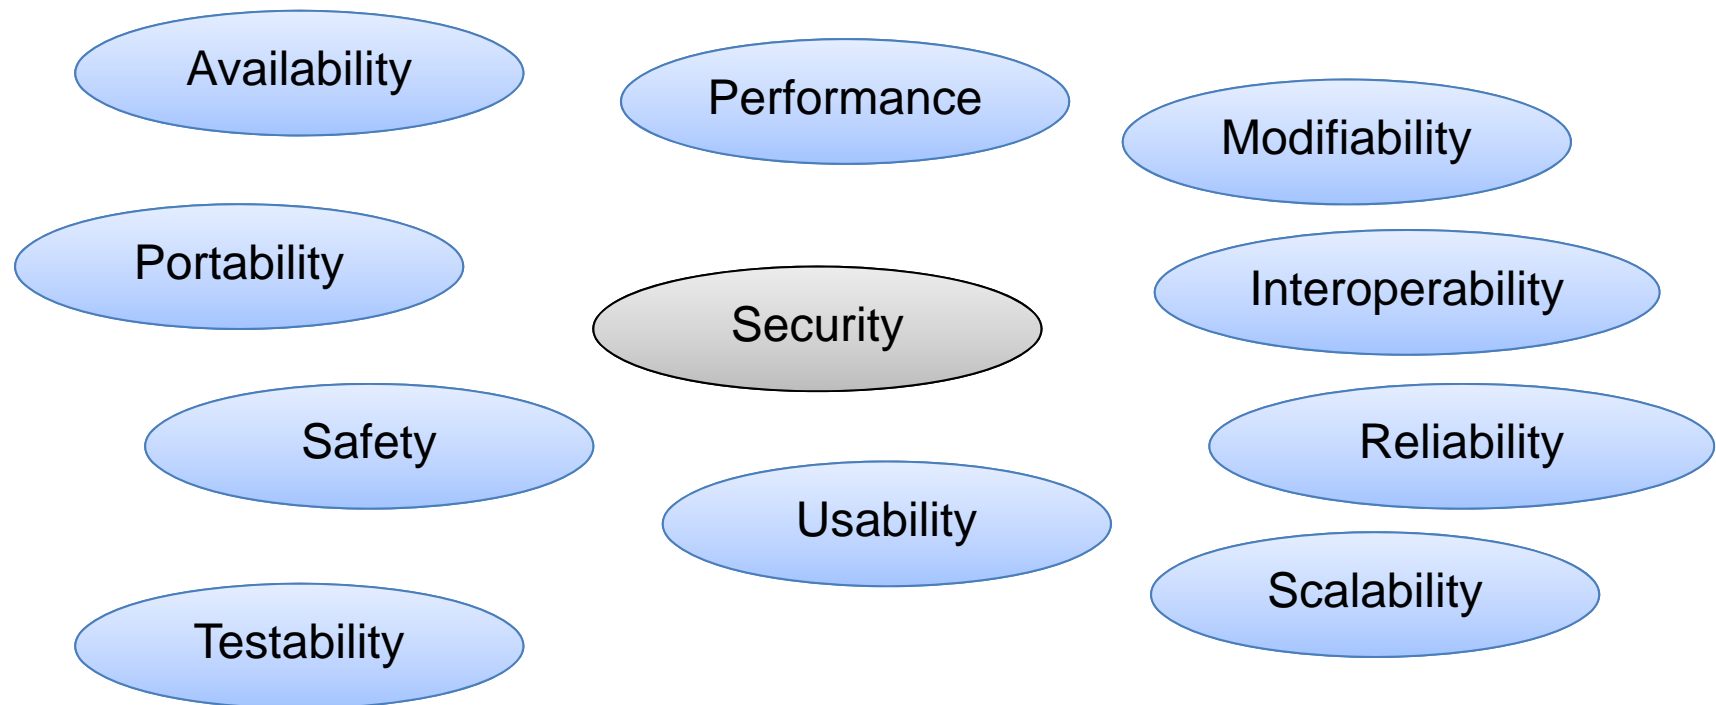 Availability
Performance
Modifiability
Portability
Security
Interoperability
Safety
Reliability
Usability
Scalability
Testability